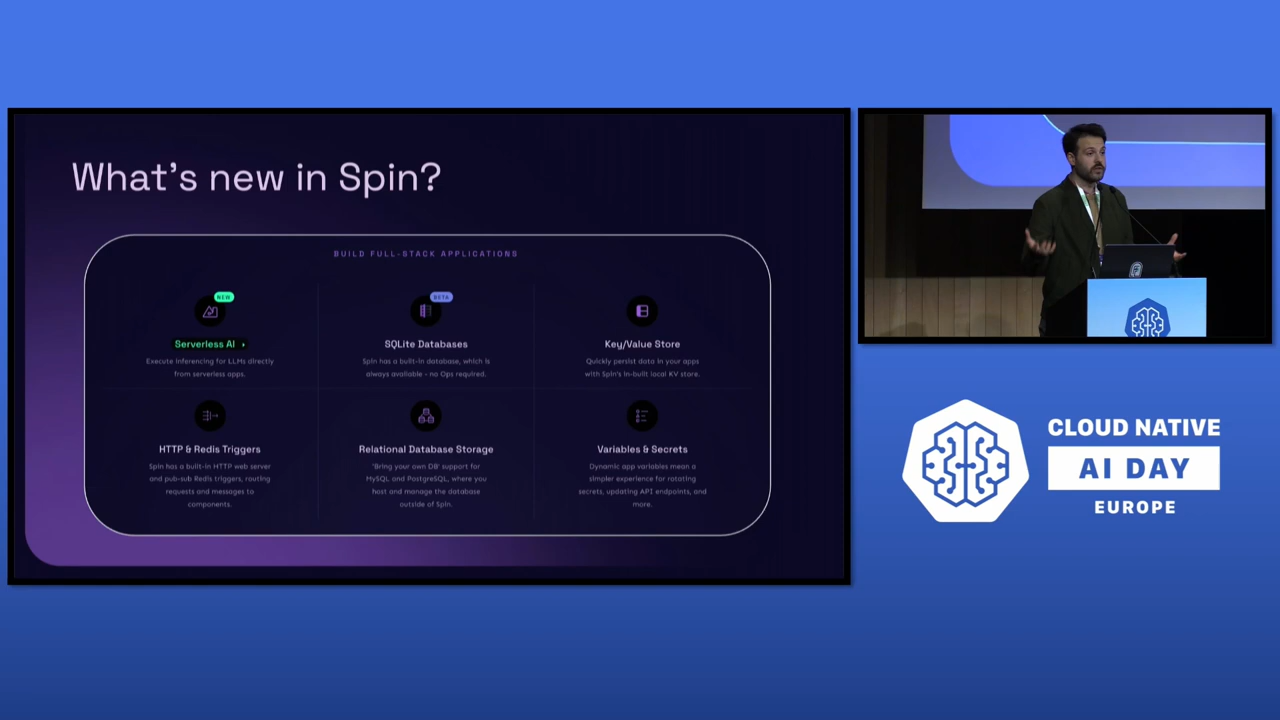 What's new in Spin?
BUILD FULL-STACK APPLICATIONS
NEW
Serverless AI
Execute inferencing for LLMs directly
from serverless apps.
BETA
SQLite Databases
Spin has a built-in database, which is
always available - no Ops required.
Key/Value Store
Quickly persist data in your apps
with Spin's in-built local KV store.
HTTP & Redis Triggers
Spin has a built-in HTTP web server
and pub-sub Redis triggers, routing
requests and messages to
components.
Relational Database Storage
'Bring your own DB' support for
MySQL and PostgreSQL, where you
host and manage the database
outside of Spin.
Variables & Secrets
Dynamic app variables mean a
simpler experience for rotating
secrets, updating API endpoints, and
more.
CLOUD NATIVE
AI DAY
EUROPE